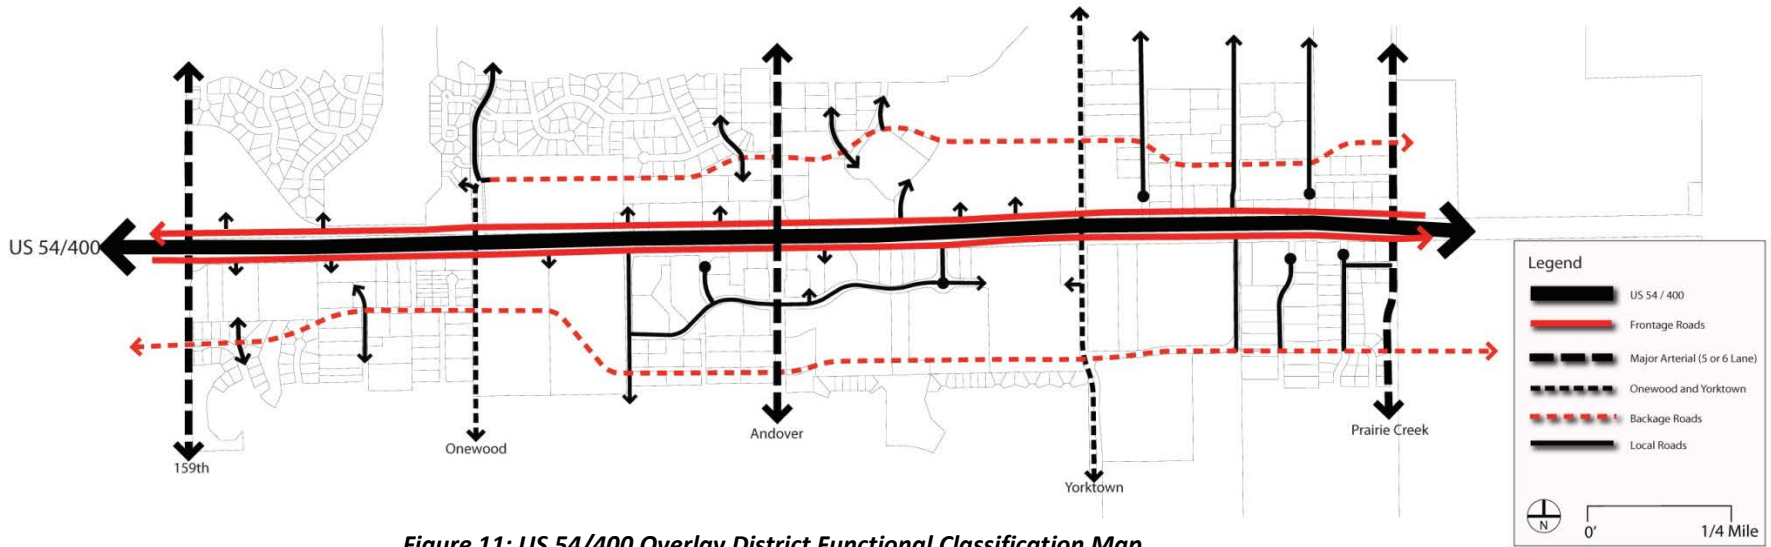 US 54/400
159th
Onewood
Andover
Yorktown
Prairie Creek
Legend
US 54 / 400
Frontage Roads
Major Arterial (5 or 6 Lane)
Onewood and Yorktown
Backage Roads
Local Roads
N
0'
1/4 Mile
Figure 11: US 54/400 Overlay District Functional Classification Map